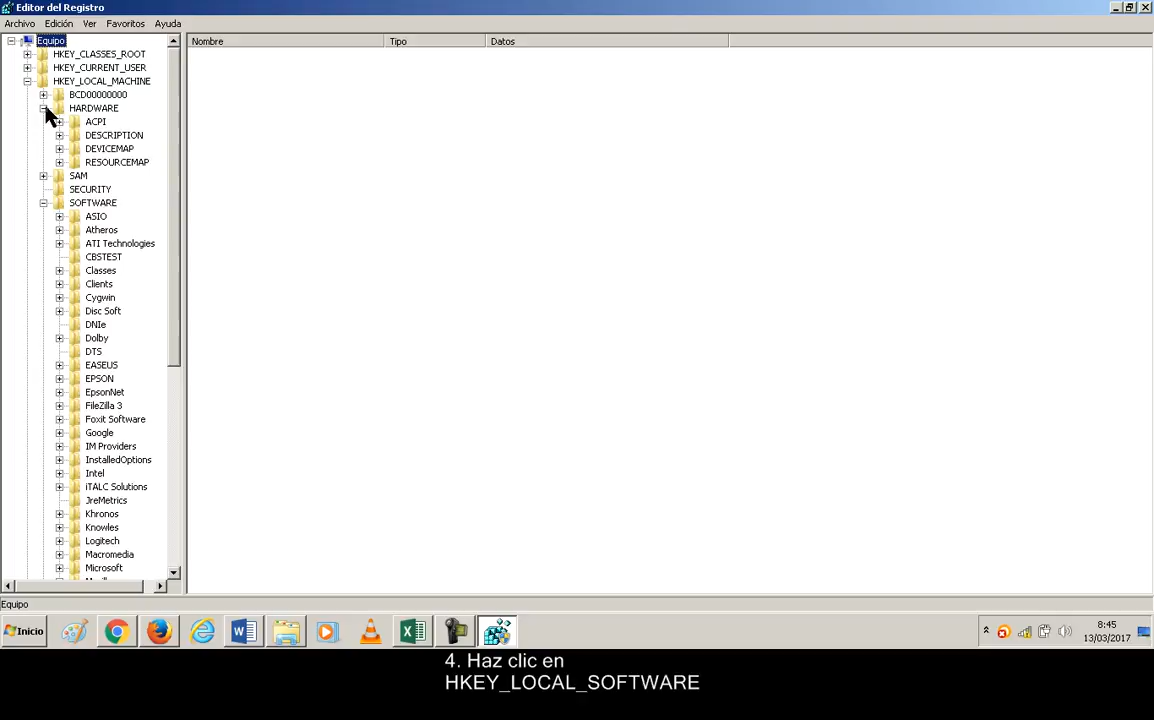 Editor del Registro
Archivo Edición Ver Favoritos Ayuda
Nombre Tipo Datos
Equipo
HKEY_CLASSES_ROOT
HKEY_CURRENT_USER
HKEY_LOCAL_MACHINE
BCD00000000
HARDWARE
ACPI
DESCRIPTION
DEVICEMAP
RESOURCEMAP
SAM
SECURITY
SOFTWARE
ASIO
Atheros
ATI Technologies
CBSTEST
Classes
Clients
Cygwin
Disc Soft
DNIe
Dolby
DTS
EASEUS
EPSON
EpsonNet
FileZilla 3
Foxit Software
Google
IM Providers
InstalledOptions
Intel
iTALC Solutions
JreMetrics
Khronos
Knowles
Logitech
Macromedia
Microsoft
Equipo
Inicio
8:45
13/03/2017
4. Haz clic en
HKEY_LOCAL_SOFTWARE